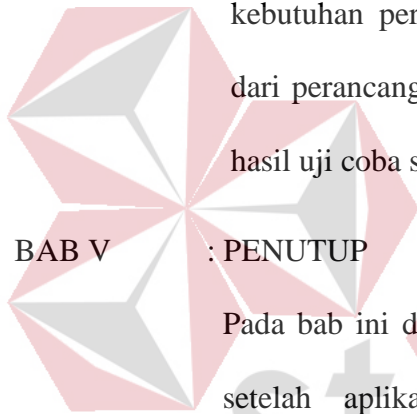 kebutuhan per
dari perancang
hasil uji coba s
BAB V : PENUTUP
Pada bab ini d
setelah aplika